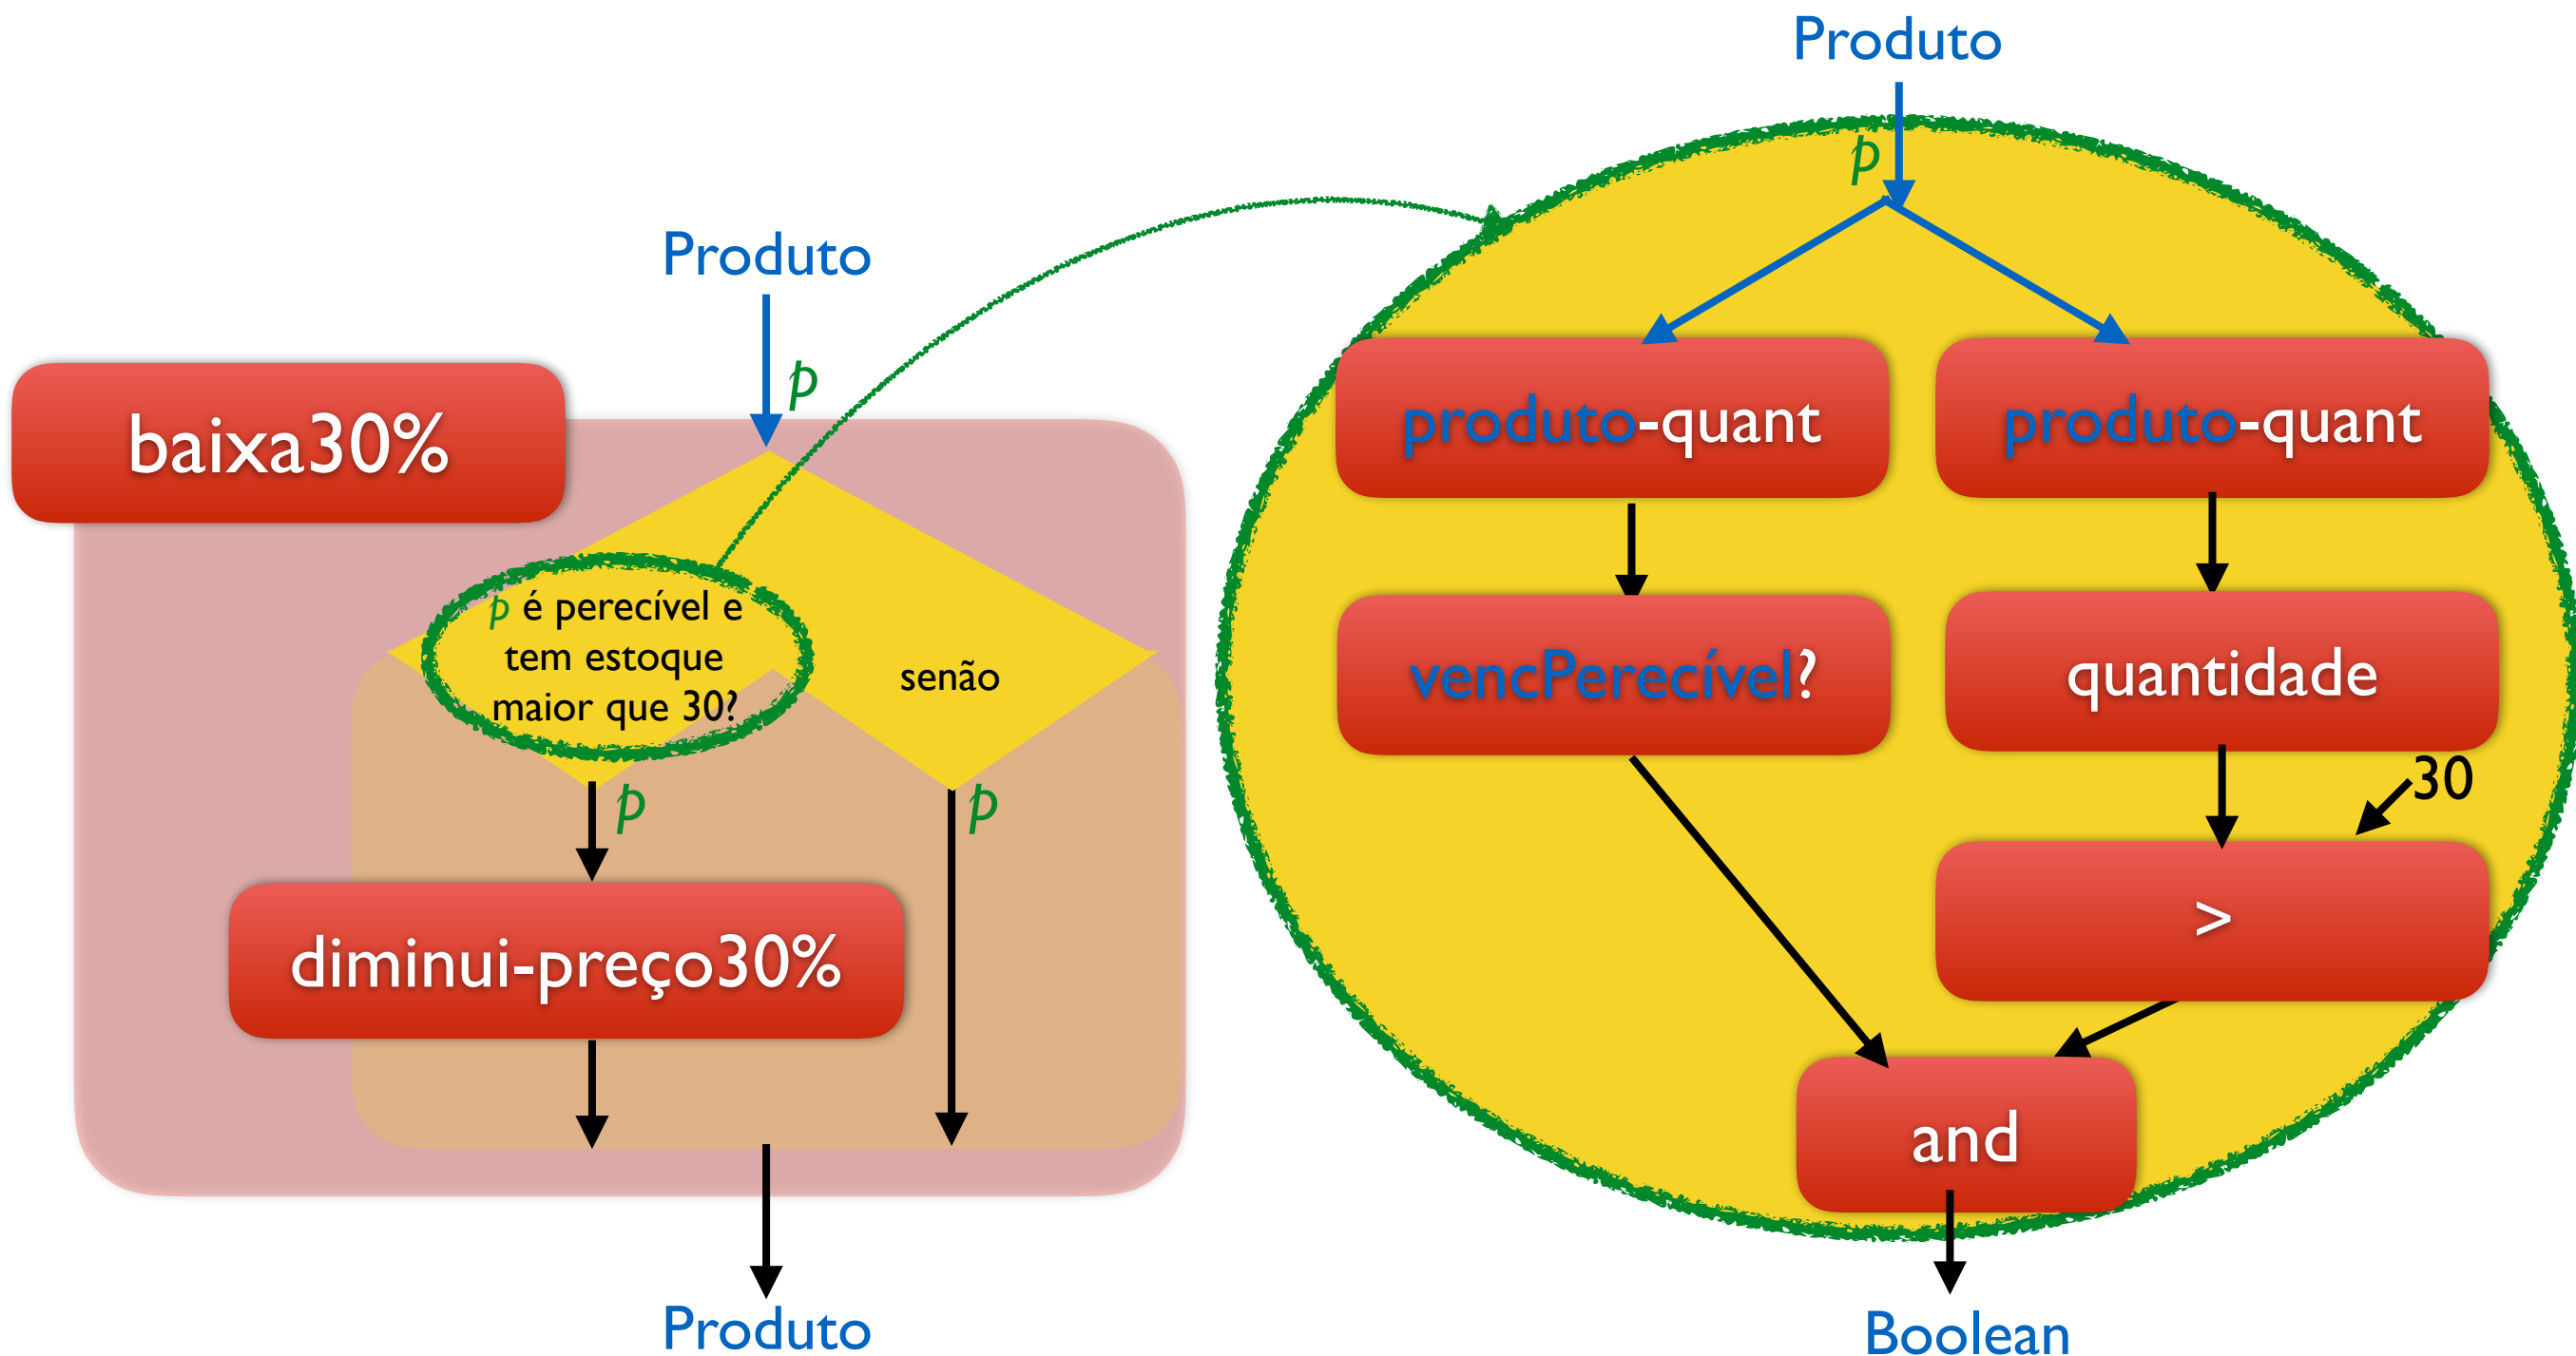 Produto
p
baixa30%
p é perecível e
tem estoque
maior que 30?
senão
p
p
diminui-preço30%
Produto
Produto
p
produto-quant
produto-quant
vencPerecível?
quantidade
30
>
and
Boolean